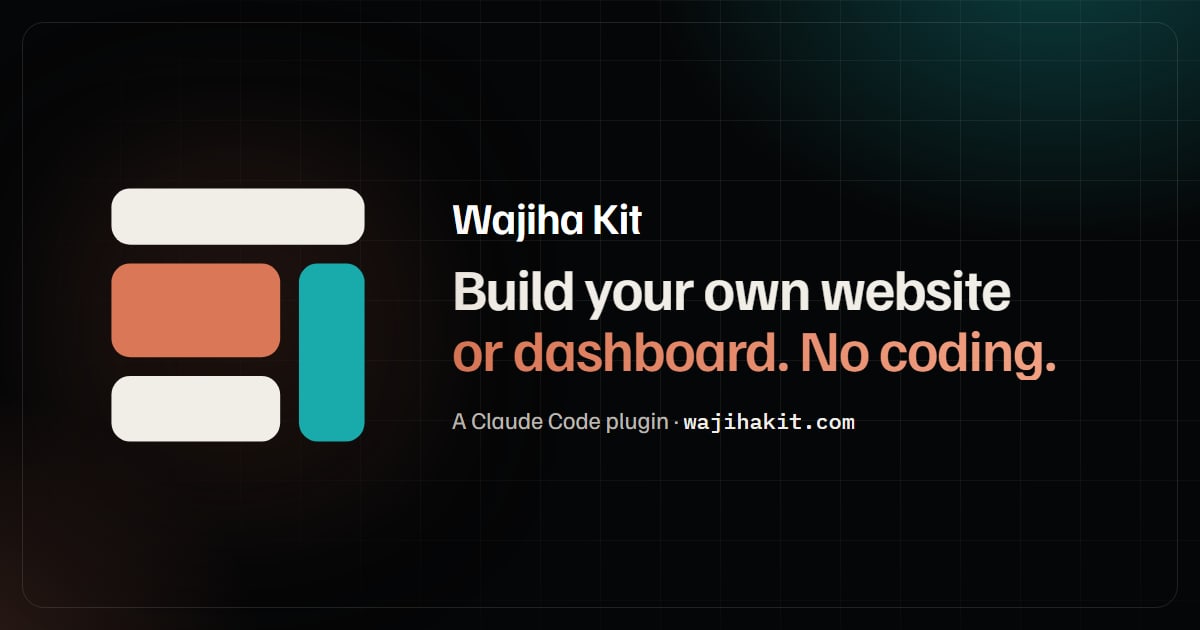 Wajiha Kit
Build your own website
or dashboard. No coding.
A Claude Code plugin · wajihakit.com